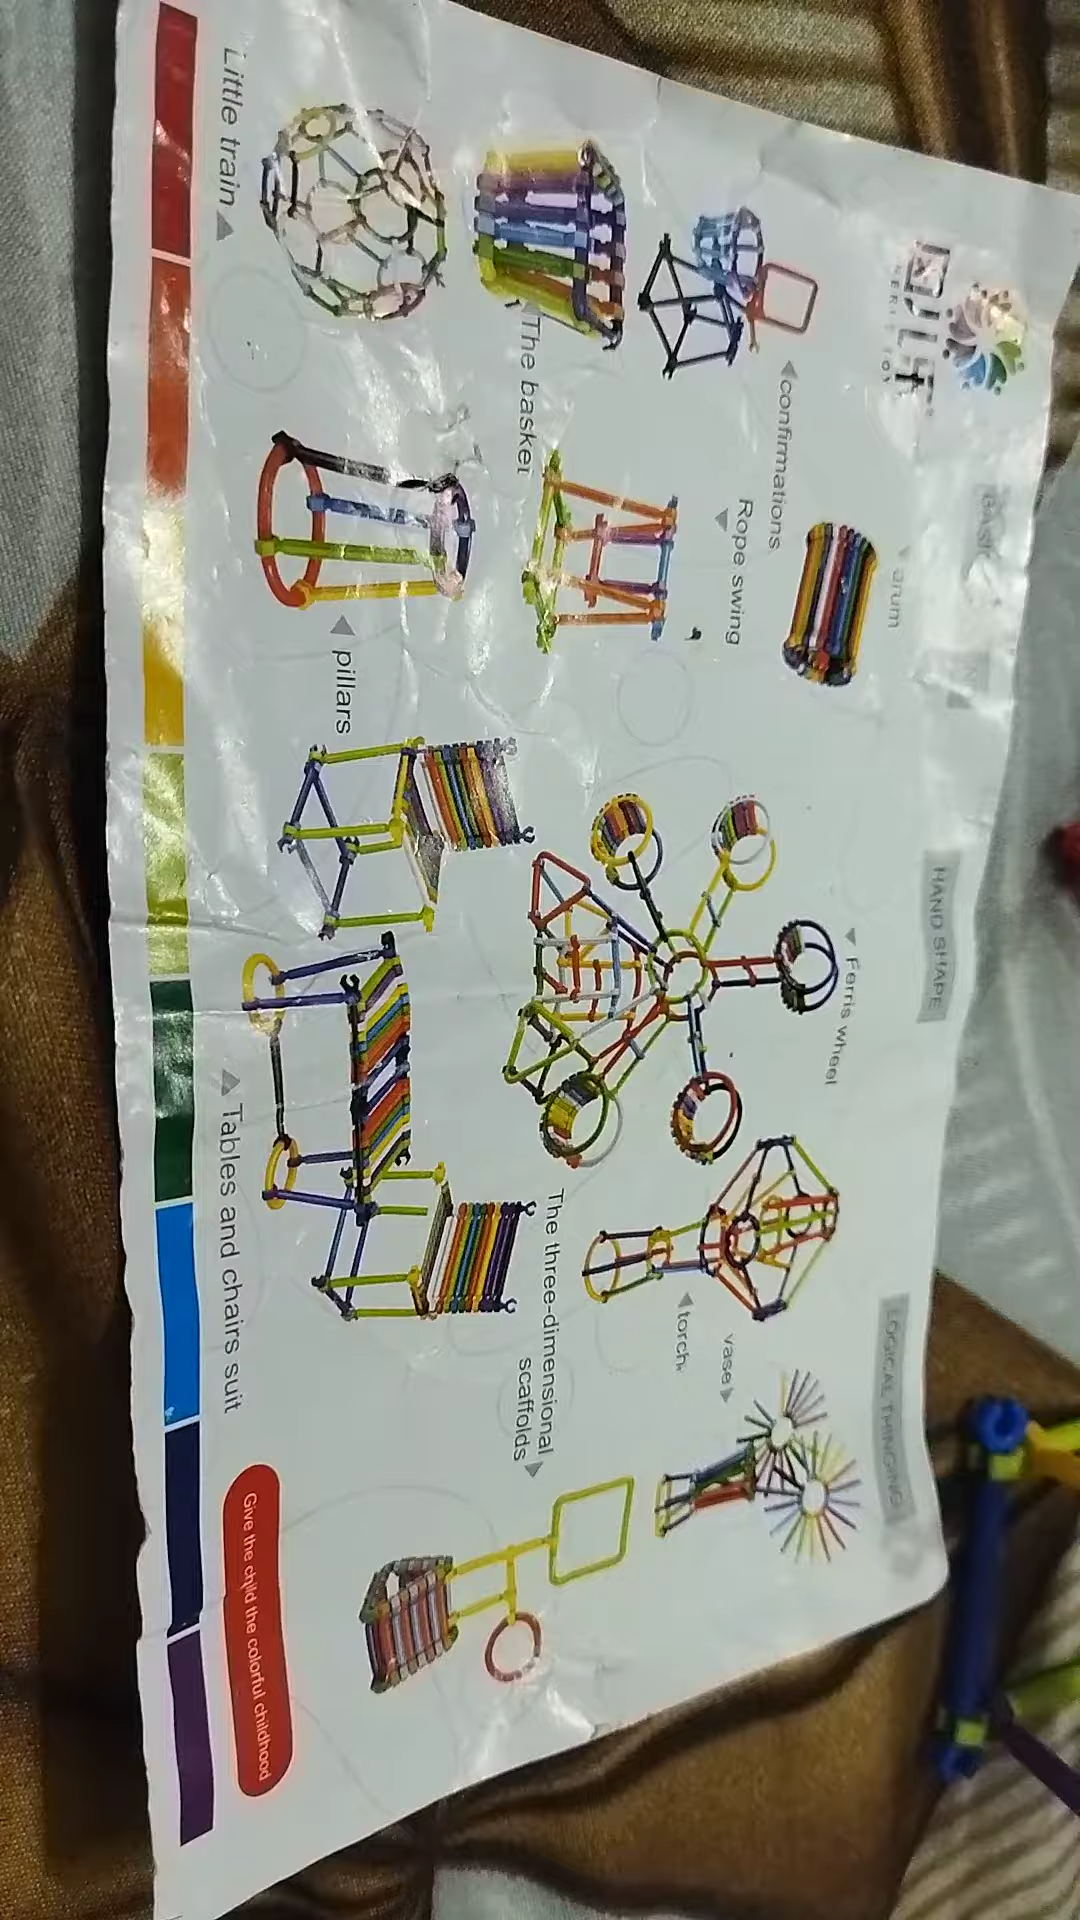 HAND SHAPE
LOGICAL THINGING
drum
confirmations
Rope swing
Ferris wheel
The basket
vase
torch
The three-dimensional
scaffolds
pillars
Little train
Tables and chairs suit
Give the child the colorful childhood